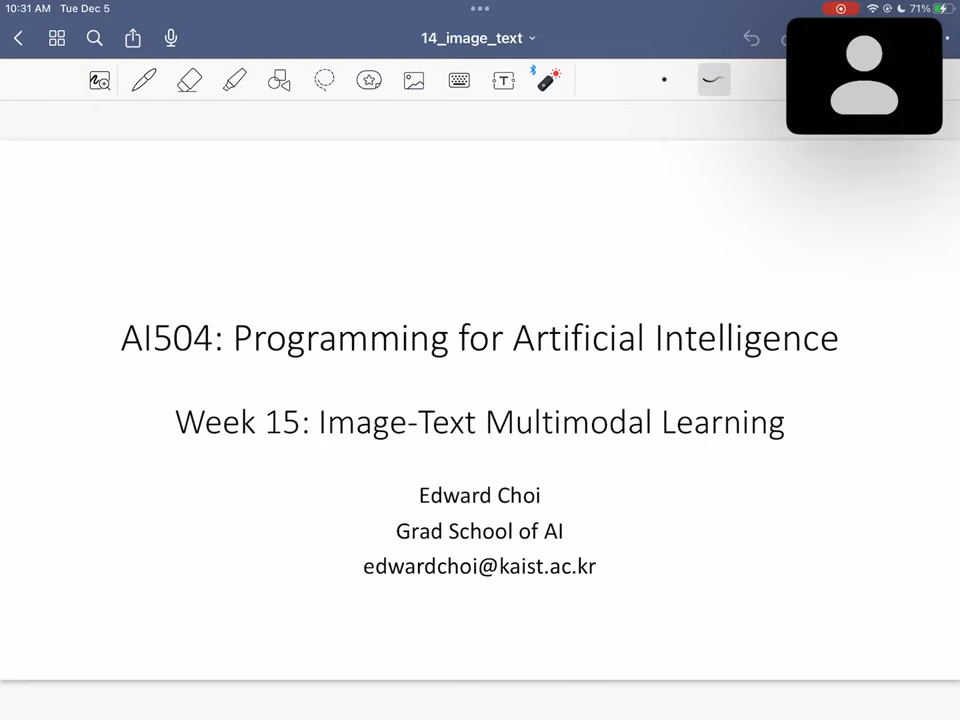 10:31 AM Tue Dec 5
71%
14_image_text
T
AI504: Programming for Artificial Intelligence
Week 15: Image-Text Multimodal Learning
Edward Choi
Grad School of AI
edwardchoi@kaist.ac.kr